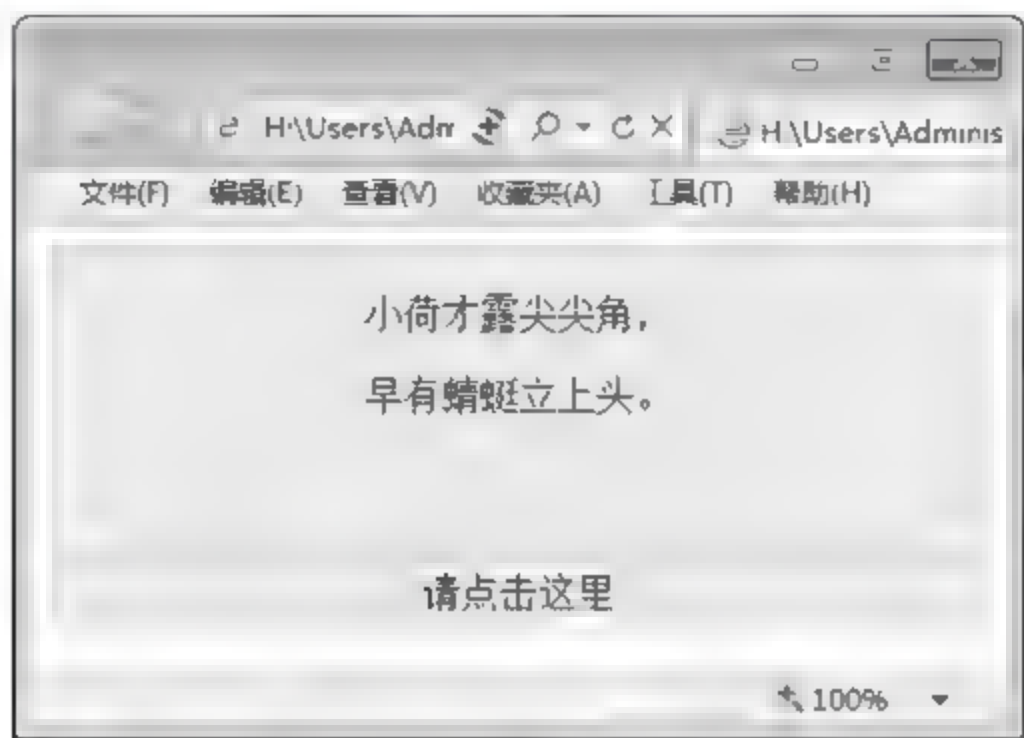 H:\Users\Adm
H:\Users\Adminis
文件(F) 编辑(E) 查看(V) 收藏夹(A) 工具(T) 帮助(H)
小荷才露尖尖角，
早有蜻蜓立上头。
请点击这里
100%